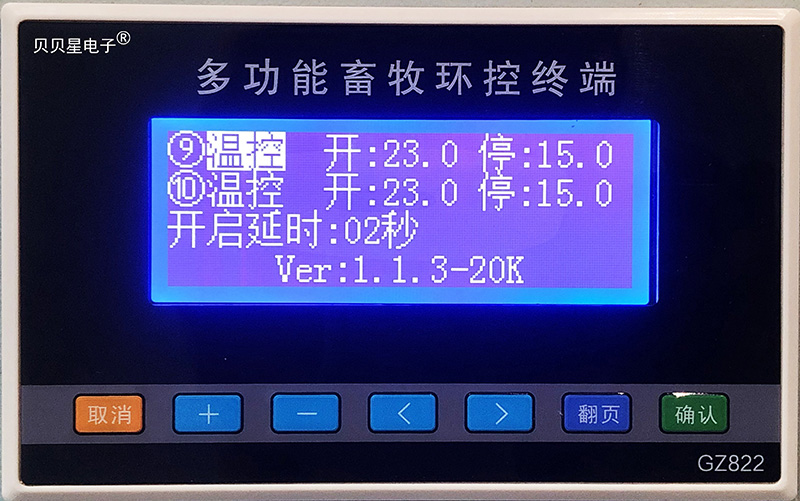 贝贝星电子®
多功能畜牧环控终端
⑨温控 开:23.0 停:15.0
⑩温控 开:23.0 停:15.0
开启延时:02秒
Ver:1.1.3-20K
取消 + - < > 翻页 确认
GZ822